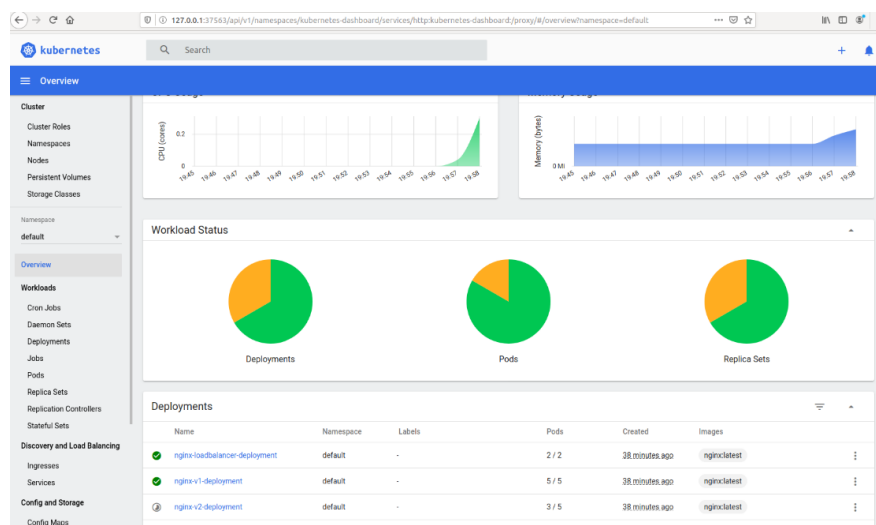 127.0.0.1:37563/api/v1/namespaces/kubernetes-dashboard/services/http:kubernetes-dashboard:/proxy/#/overview?namespace=default
kubernetes
Search
Overview
Cluster
Cluster Roles
Namespaces
Nodes
Persistent Volumes
Storage Classes
Namespace
default
Overview
Workloads
Cron Jobs
Daemon Sets
Deployments
Jobs
Pods
Replica Sets
Replication Controllers
Stateful Sets
Discovery and Load Balancing
Ingresses
Services
Config and Storage
Config Maps
CPU (cores)
0.2
0
19:45 19:46 19:47 19:48 19:49 19:50 19:51 19:52 19:53 19:54 19:55 19:56 19:57 19:58
Memory (bytes)
0 Mi
19:45 19:46 19:47 19:48 19:49 19:50 19:51 19:52 19:53 19:54 19:55 19:56 19:57 19:58
Workload Status
Deployments
Pods
Replica Sets
Deployments
Name Namespace Labels Pods Created Images
nginx-loadbalancer-deployment default - 2 / 2 38 minutes ago nginx:latest
nginx-v1-deployment default - 5 / 5 38 minutes ago nginx:latest
nginx-v2-deployment default - 3 / 5 38 minutes ago nginx:latest